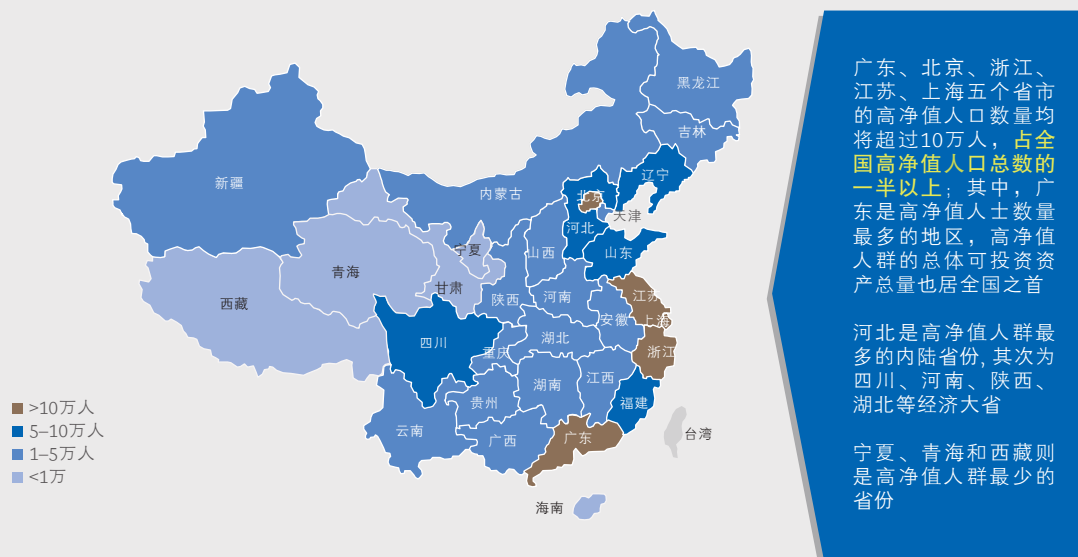 黑龙江
吉林
辽宁
新疆
内蒙古
北京
天津
河北
山西
山东
宁夏
青海
甘肃
西藏
陕西
河南
江苏
上海
安徽
四川
重庆
湖北
浙江
湖南
江西
贵州
福建
云南
广西
广东
台湾
海南
>10万人
5–10万人
1–5万人
<1万
广东、北京、浙江、
江苏、上海五个省市
的高净值人口数量均
将超过10万人，占全
国高净值人口总数的
一半以上；其中，广
东是高净值人士数量
最多的地区，高净值
人群的总体可投资资
产总量也居全国之首
河北是高净值人群最
多的内陆省份, 其次为
四川、河南、陕西、
湖北等经济大省
宁夏、青海和西藏则
是高净值人群最少的
省份